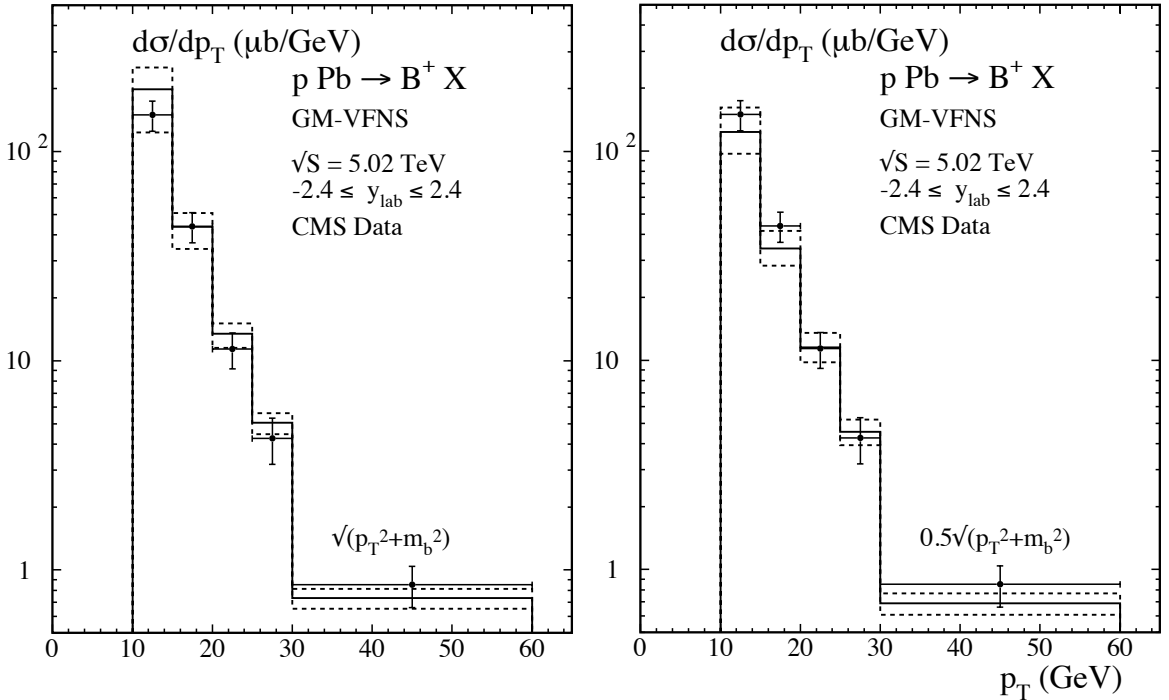 dσ/dp_T (μb/GeV)
p Pb → B⁺ X
GM-VFNS
√S = 5.02 TeV
-2.4 ≤ y_lab ≤ 2.4
CMS Data
10²
10
1
√(p_T²+m_b²)
0 10 20 30 40 50 60
dσ/dp_T (μb/GeV)
p Pb → B⁺ X
GM-VFNS
√S = 5.02 TeV
-2.4 ≤ y_lab ≤ 2.4
CMS Data
10²
10
1
0.5√(p_T²+m_b²)
0 10 20 30 40 50 60
p_T (GeV)